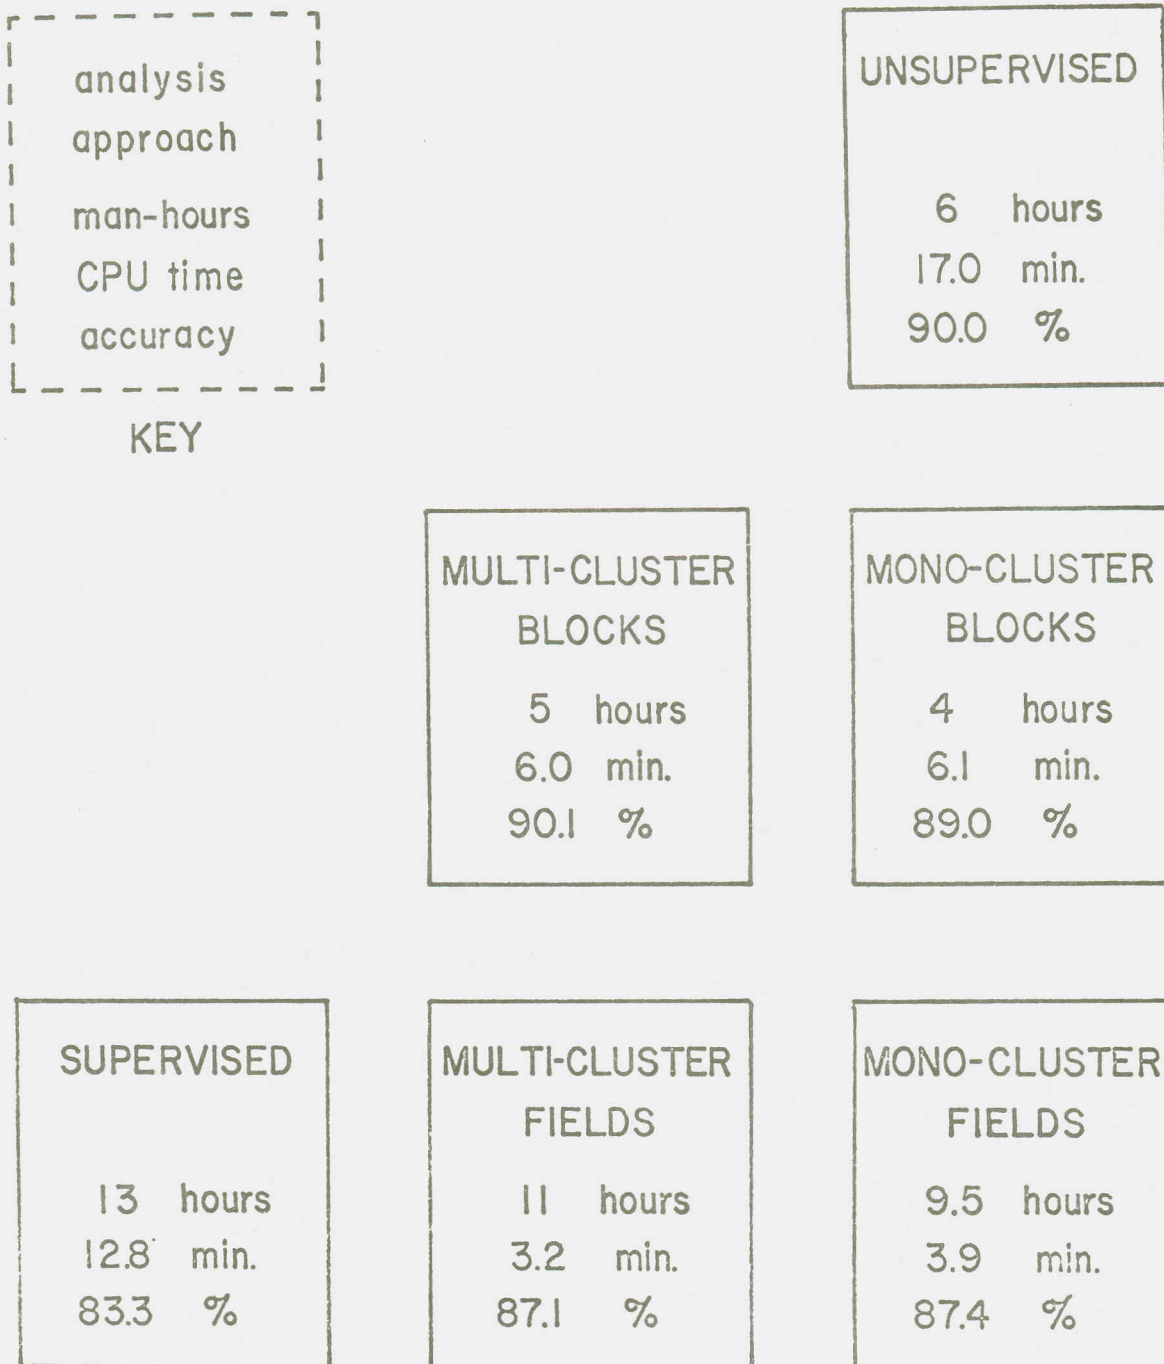 analysis
approach
man-hours
CPU time
accuracy
KEY
UNSUPERVISED
6 hours
17.0 min.
90.0 %
MULTI-CLUSTER
BLOCKS
5 hours
6.0 min.
90.1 %
MONO-CLUSTER
BLOCKS
4 hours
6.1 min.
89.0 %
SUPERVISED
13 hours
12.8 min.
83.3 %
MULTI-CLUSTER
FIELDS
11 hours
3.2 min.
87.1 %
MONO-CLUSTER
FIELDS
9.5 hours
3.9 min.
87.4 %